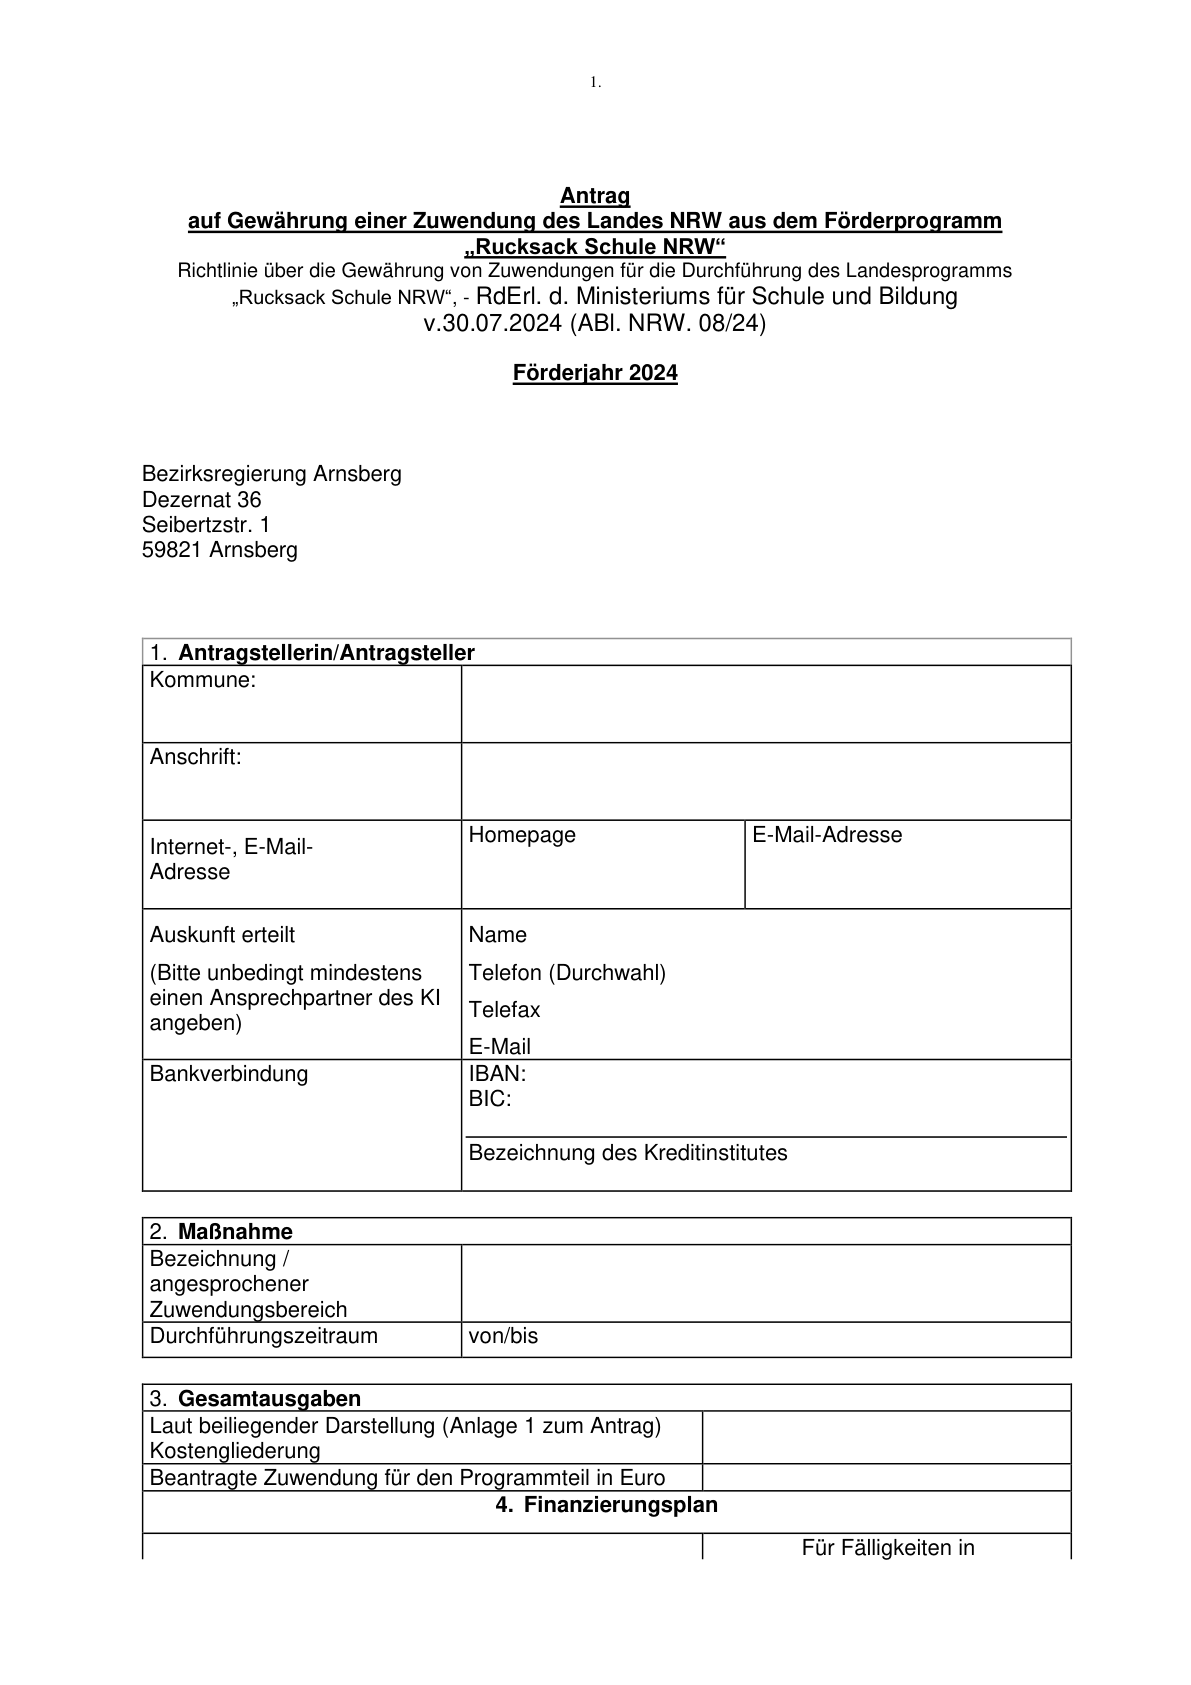 1.
Antrag
auf Gewährung einer Zuwendung des Landes NRW aus dem Förderprogramm
„Rucksack Schule NRW“
Richtlinie über die Gewährung von Zuwendungen für die Durchführung des Landesprogramms
„Rucksack Schule NRW“, - RdErl. d. Ministeriums für Schule und Bildung
v.30.07.2024 (ABl. NRW. 08/24)
Förderjahr 2024
Bezirksregierung Arnsberg
Dezernat 36
Seibertzstr. 1
59821 Arnsberg
1. Antragstellerin/Antragsteller
Kommune:
Anschrift:
Internet-, E-Mail-
Adresse
Homepage
E-Mail-Adresse
Auskunft erteilt
(Bitte unbedingt mindestens
einen Ansprechpartner des KI
angeben)
Name
Telefon (Durchwahl)
Telefax
E-Mail
Bankverbindung
IBAN:
BIC:
Bezeichnung des Kreditinstitutes
2. Maßnahme
Bezeichnung /
angesprochener
Zuwendungsbereich
Durchführungszeitraum
von/bis
3. Gesamtausgaben
Laut beiliegender Darstellung (Anlage 1 zum Antrag)
Kostengliederung
Beantragte Zuwendung für den Programmteil in Euro
4. Finanzierungsplan
Für Fälligkeiten in